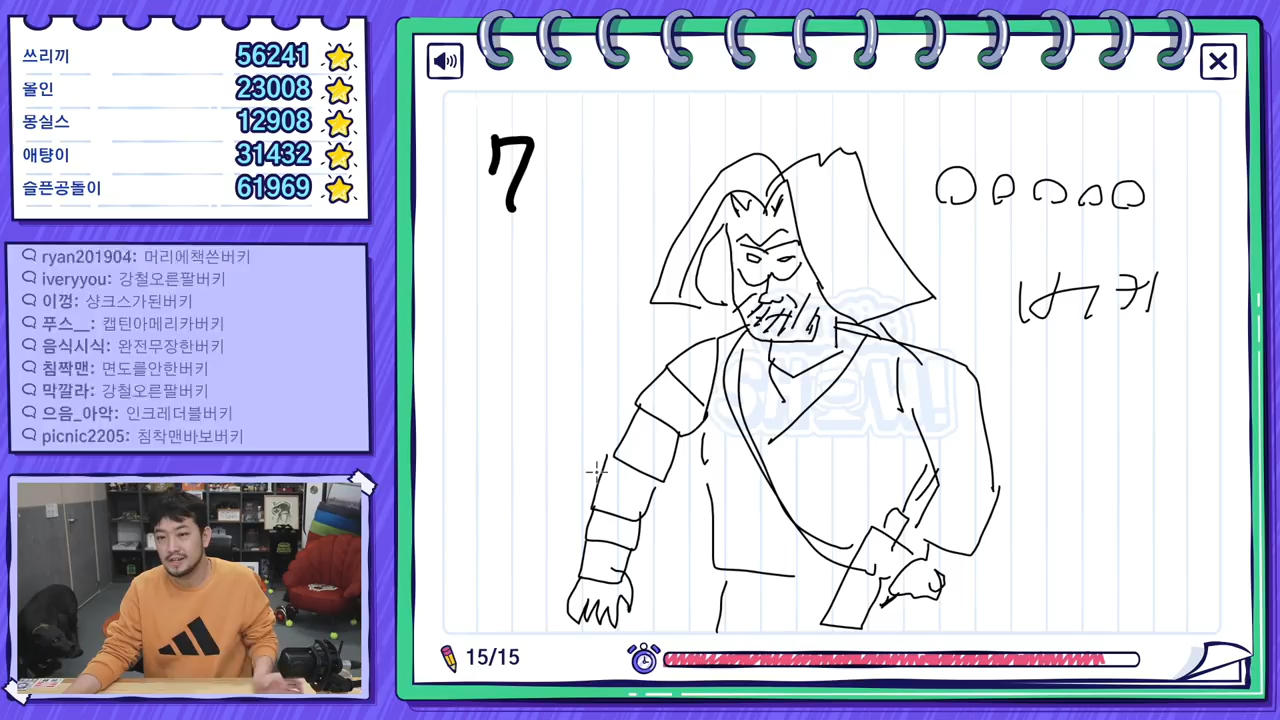 쓰리끼 56241
올인 23008
몽실스 12908
애턍이 31432
슬픈공돌이 61969
ryan201904: 머리에책쓴버키
iveryyou: 강철오른팔버키
이껑: 샹크스가된버키
푸스__: 캡틴아메리카버키
음식시식: 완전무장한버키
침짝맨: 면도를안한버키
막깔라: 강철오른팔버키
으음_아악: 인크레더블버키
picnic2205: 침착맨바보버키
7
버키
15/15